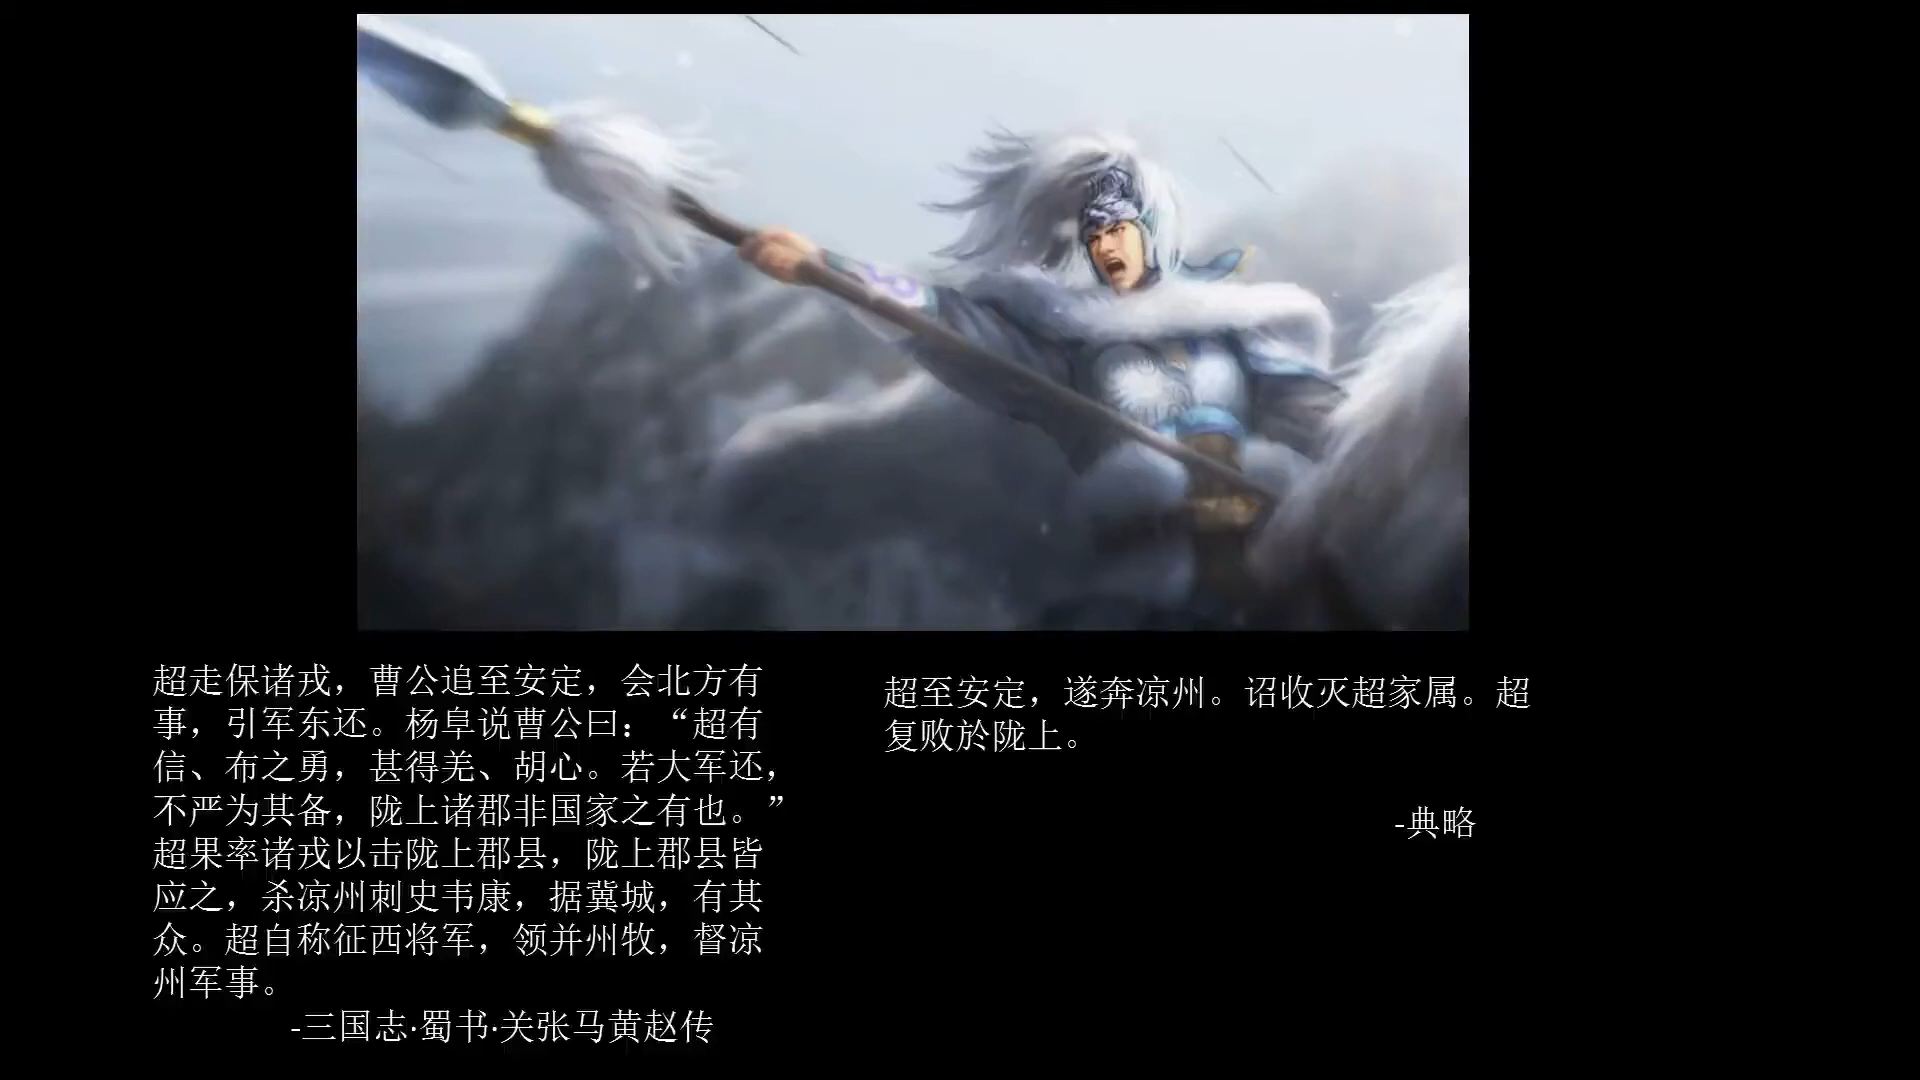 超走保诸戎，曹公追至安定，会北方有
事，引军东还。杨阜说曹公曰：“超有
信、布之勇，甚得羌、胡心。若大军还，
不严为其备，陇上诸郡非国家之有也。”
超果率诸戎以击陇上郡县，陇上郡县皆
应之，杀凉州刺史韦康，据冀城，有其
众。超自称征西将军，领并州牧，督凉
州军事。
-三国志·蜀书·关张马黄赵传
超至安定，遂奔凉州。诏收灭超家属。超
复败於陇上。
-典略